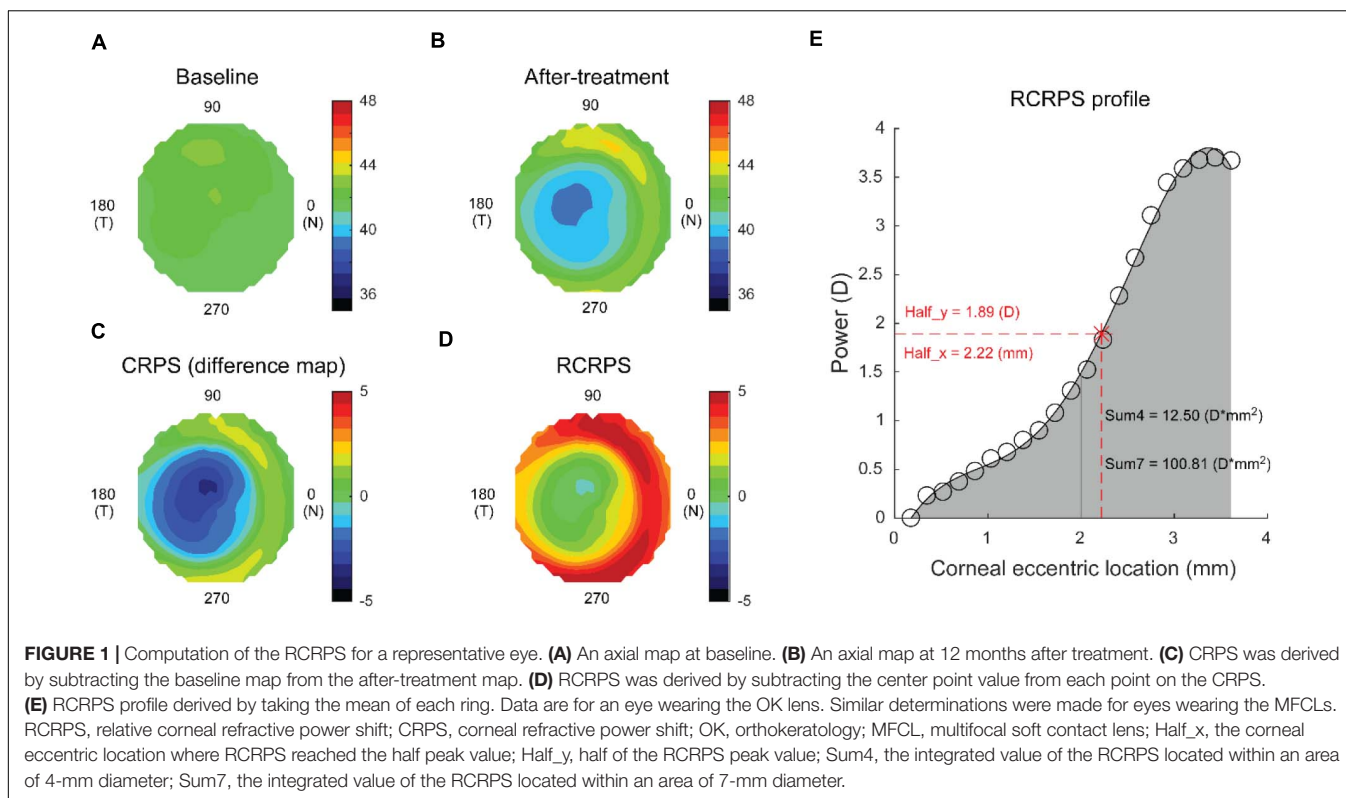 A
Baseline
90
180
(T)
0
(N)
270
48
44
40
36
B
After-treatment
90
180
(T)
0
(N)
270
48
44
40
36
C
CRPS (difference map)
90
180
(T)
0
(N)
270
5
0
-5
D
RCRPS
90
180
(T)
0
(N)
270
5
0
-5
E
RCRPS profile
Power (D)
4
3.5
3
2.5
2
1.5
1
0.5
0
Half_y = 1.89 (D)
Half_x = 2.22 (mm)
Sum4 = 12.50 (D*mm²)
Sum7 = 100.81 (D*mm²)
0 1 2 3 4
Corneal eccentric location (mm)
FIGURE 1 | Computation of the RCRPS for a representative eye. (A) An axial map at baseline. (B) An axial map at 12 months after treatment. (C) CRPS was derived
by subtracting the baseline map from the after-treatment map. (D) RCRPS was derived by subtracting the center point value from each point on the CRPS.
(E) RCRPS profile derived by taking the mean of each ring. Data are for an eye wearing the OK lens. Similar determinations were made for eyes wearing the MFCLs.
RCRPS, relative corneal refractive power shift; CRPS, corneal refractive power shift; OK, orthokeratology; MFCL, multifocal soft contact lens; Half_x, the corneal
eccentric location where RCRPS reached the half peak value; Half_y, half of the RCRPS peak value; Sum4, the integrated value of the RCRPS located within an area
of 4-mm diameter; Sum7, the integrated value of the RCRPS located within an area of 7-mm diameter.